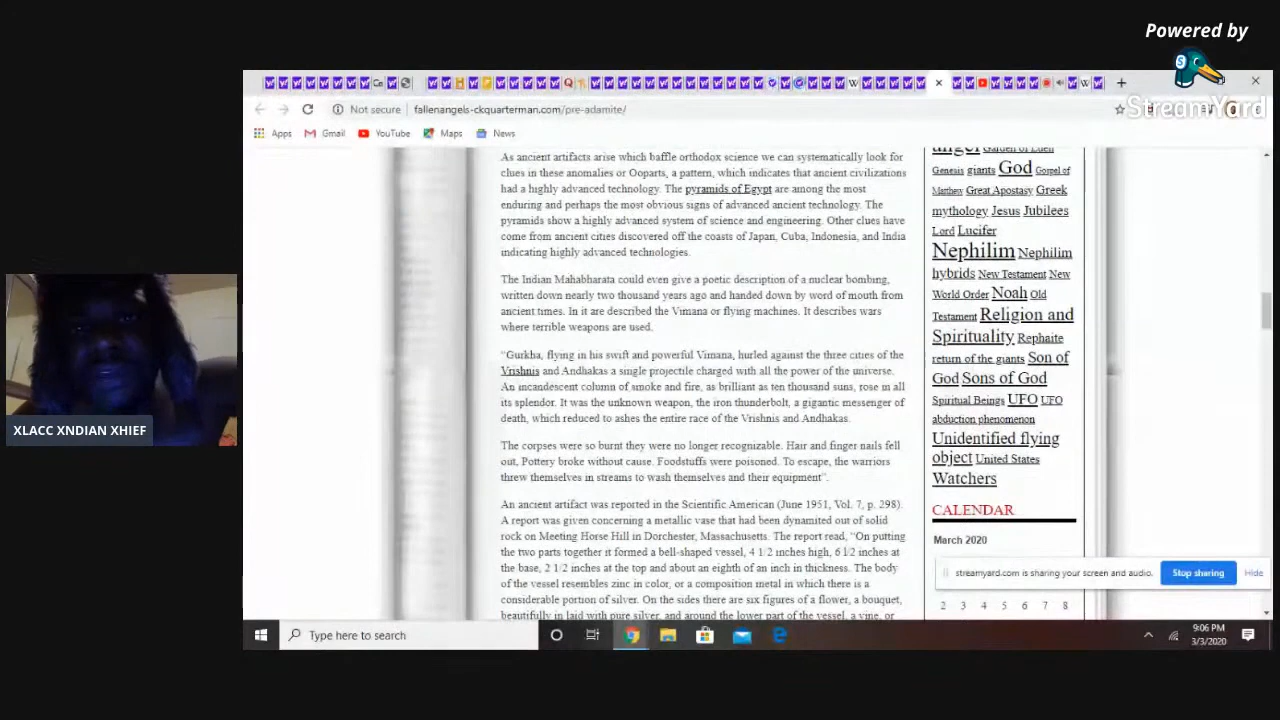 Powered by
StreamYard
Not secure
fallenangels-ckquarterman.com/pre-adamite/
Apps Gmail YouTube Maps News
As ancient artifacts arise which baffle orthodox science we can systematically look for
clues in these anomalies or Ooparts, a pattern, which indicates that ancient civilizations
had a highly advanced technology. The pyramids of Egypt are among the most
enduring and perhaps the most obvious signs of advanced ancient technology. The
pyramids show a highly advanced system of science and engineering. Other clues have
come from ancient cities discovered off the coasts of Japan, Cuba, Indonesia, and India
indicating highly advanced technologies.
The Indian Mahabharata could even give a poetic description of a nuclear bombing,
written down nearly two thousand years ago and handed down by word of mouth from
ancient times. In it are described the Vimana or flying machines. It describes wars
where terrible weapons are used.
“Gurkha, flying in his swift and powerful Vimana, hurled against the three cities of the
Vrishnis and Andhakas a single projectile charged with all the power of the universe.
An incandescent column of smoke and fire, as brilliant as ten thousand suns, rose in all
its splendor. It was the unknown weapon, the iron thunderbolt, a gigantic messenger of
death, which reduced to ashes the entire race of the Vrishnis and Andhakas.
The corpses were so burnt they were no longer recognizable. Hair and finger nails fell
out, Pottery broke without cause. Foodstuffs were poisoned. To escape, the warriors
threw themselves in streams to wash themselves and their equipment”.
An ancient artifact was reported in the Scientific American (June 1951, Vol. 7, p. 298).
A report was given concerning a metallic vase that had been dynamited out of solid
rock on Meeting Horse Hill in Dorchester, Massachusetts. The report read, “On putting
the two parts together it formed a bell-shaped vessel, 4 1/2 inches high, 6 1/2 inches at
the base, 2 1/2 inches at the top and about an eighth of an inch in thickness. The body
of the vessel resembles zinc in color, or a composition metal in which there is a
considerable portion of silver. On the sides there are six figures of a flower, a bouquet,
beautifully in laid with pure silver, and around the lower part of the vessel, a vine, or
angel Garden of Eden
Genesis giants God Gospel of
Matthew Great Apostasy Greek
mythology Jesus Jubilees
Lord Lucifer
Nephilim Nephilim
hybrids New Testament New
World Order Noah Old
Testament Religion and
Spirituality Rephaite
return of the giants Son of
God Sons of God
Spiritual Beings UFO UFO
abduction phenomenon
Unidentified flying
object United States
Watchers
CALENDAR
March 2020
streamyard.com is sharing your screen and audio. Stop sharing Hide
2 3 4 5 6 7 8
XLACC XNDIAN XHIEF
Type here to search
9:06 PM
3/3/2020